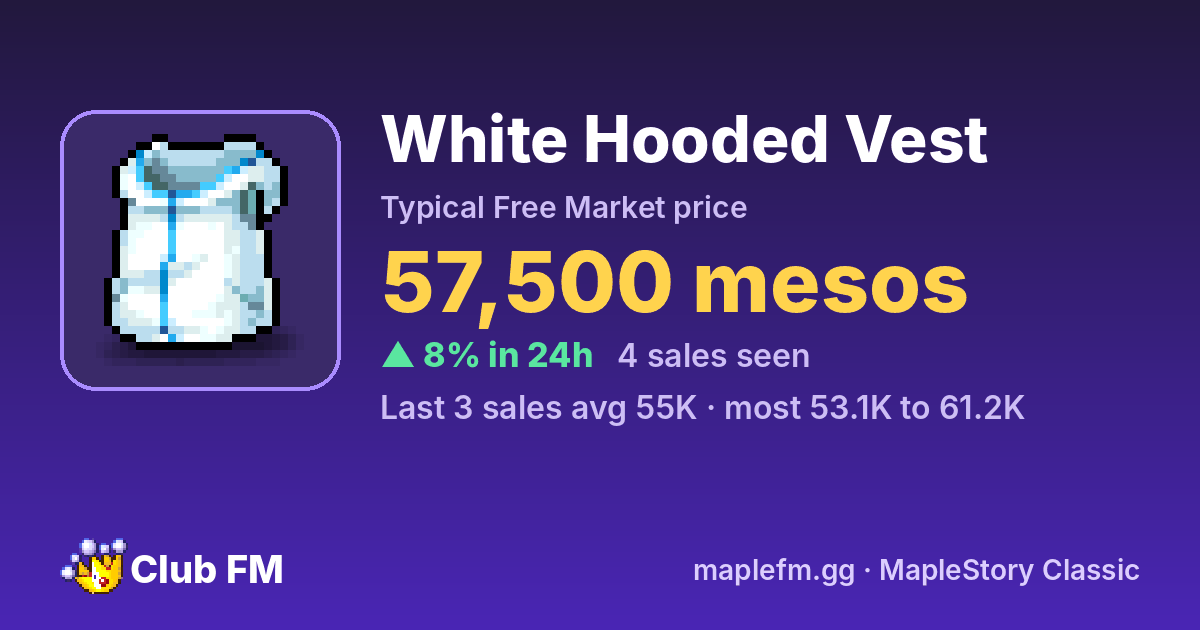 White Hooded Vest
Typical Free Market price
57,500 mesos
▲ 8% in 24h 4 sales seen
Last 3 sales avg 55K · most 53.1K to 61.2K
Club FM
maplefm.gg · MapleStory Classic